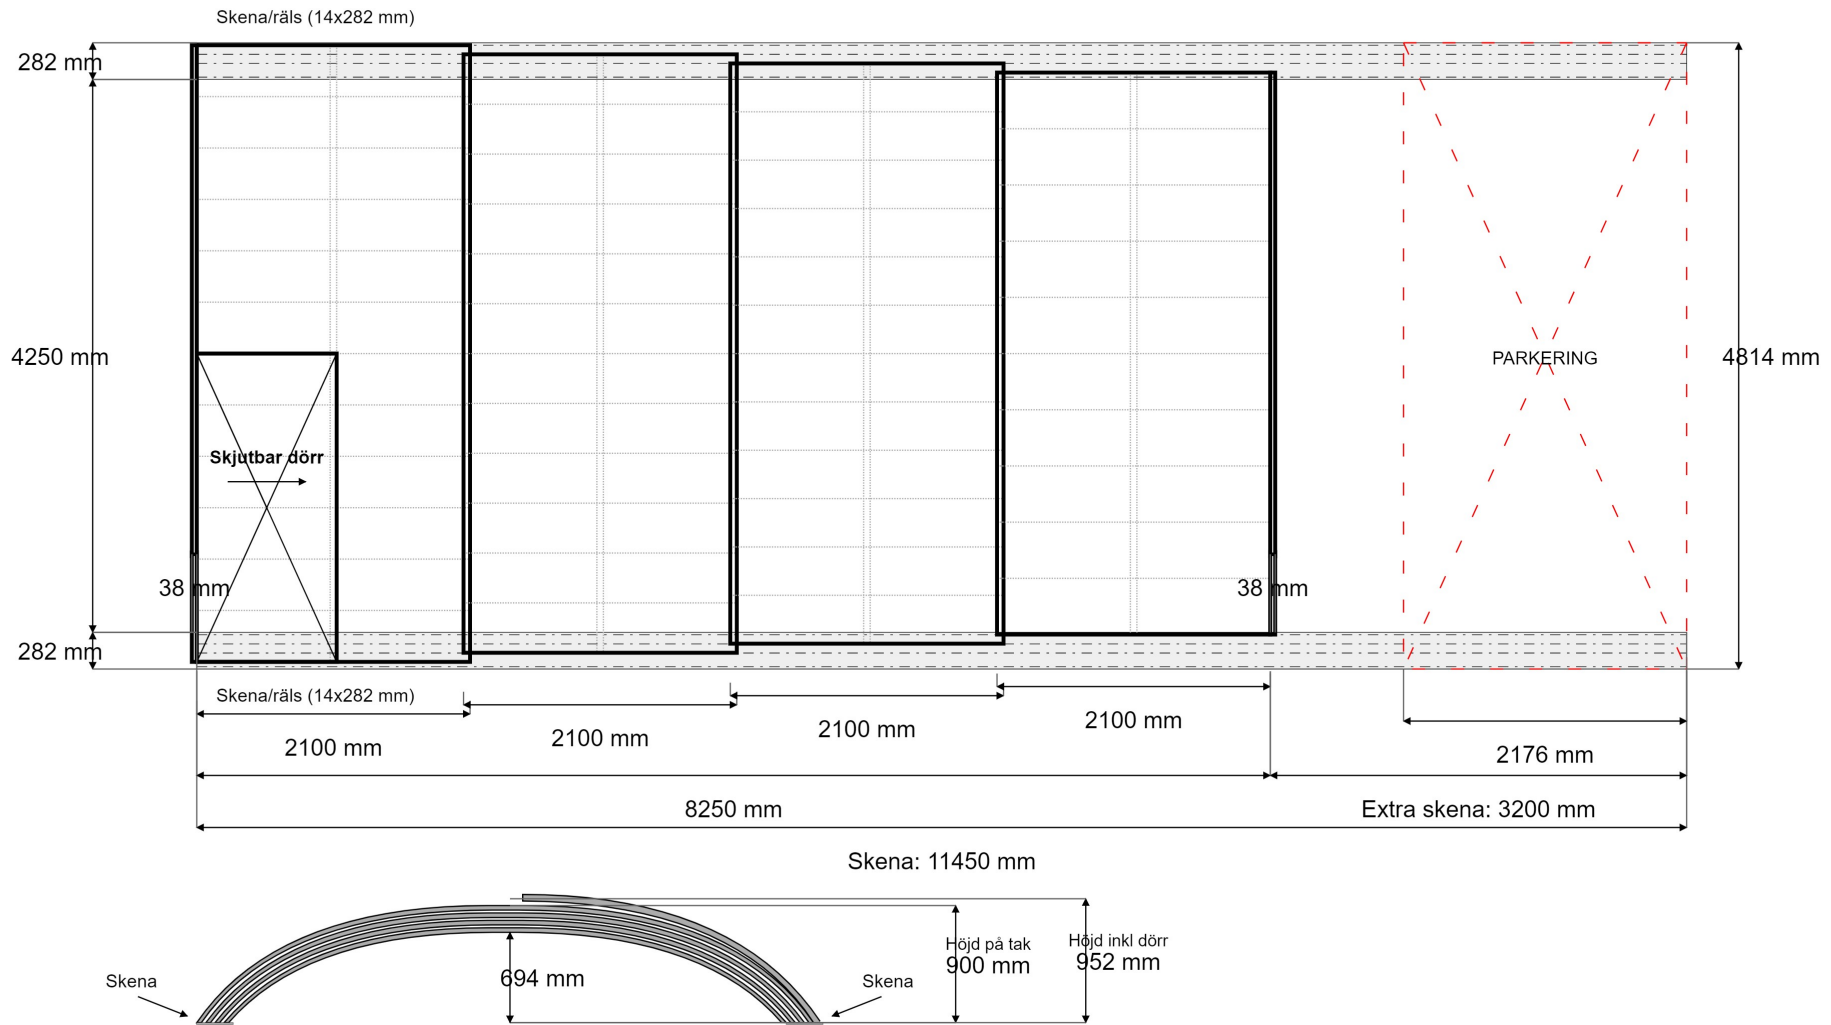 Skena/räls (14x282 mm)
282 mm
4250 mm
PARKERING
4814 mm
Skjutbar dörr
38 mm
38 mm
282 mm
Skena/räls (14x282 mm)
2100 mm
2100 mm
2100 mm
2100 mm
2176 mm
8250 mm
Extra skena: 3200 mm
Skena: 11450 mm
Höjd på tak
900 mm
Höjd inkl dörr
952 mm
694 mm
Skena
Skena